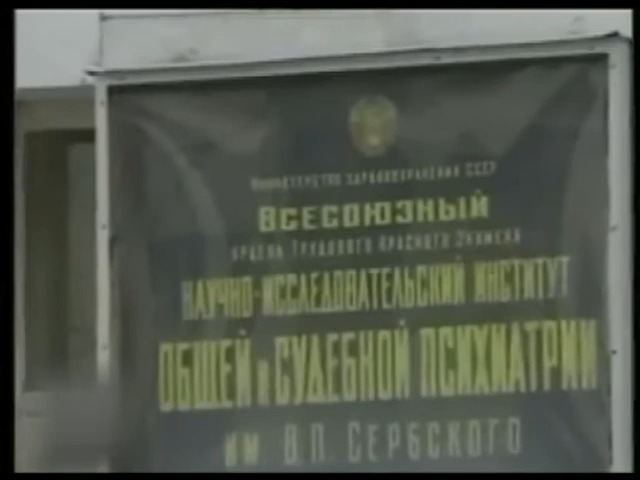 МИНИСТЕРСТВО ЗДРАВООХРАНЕНИЯ СССР
ВСЕСОЮЗНЫЙ
ОРДЕНА ТРУДОВОГО КРАСНОГО ЗНАМЕНИ
НАУЧНО-ИССЛЕДОВАТЕЛЬСКИЙ ИНСТИТУТ
ОБЩЕЙ и СУДЕБНОЙ ПСИХИАТРИИ
им. В.П. СЕРБСКОГО